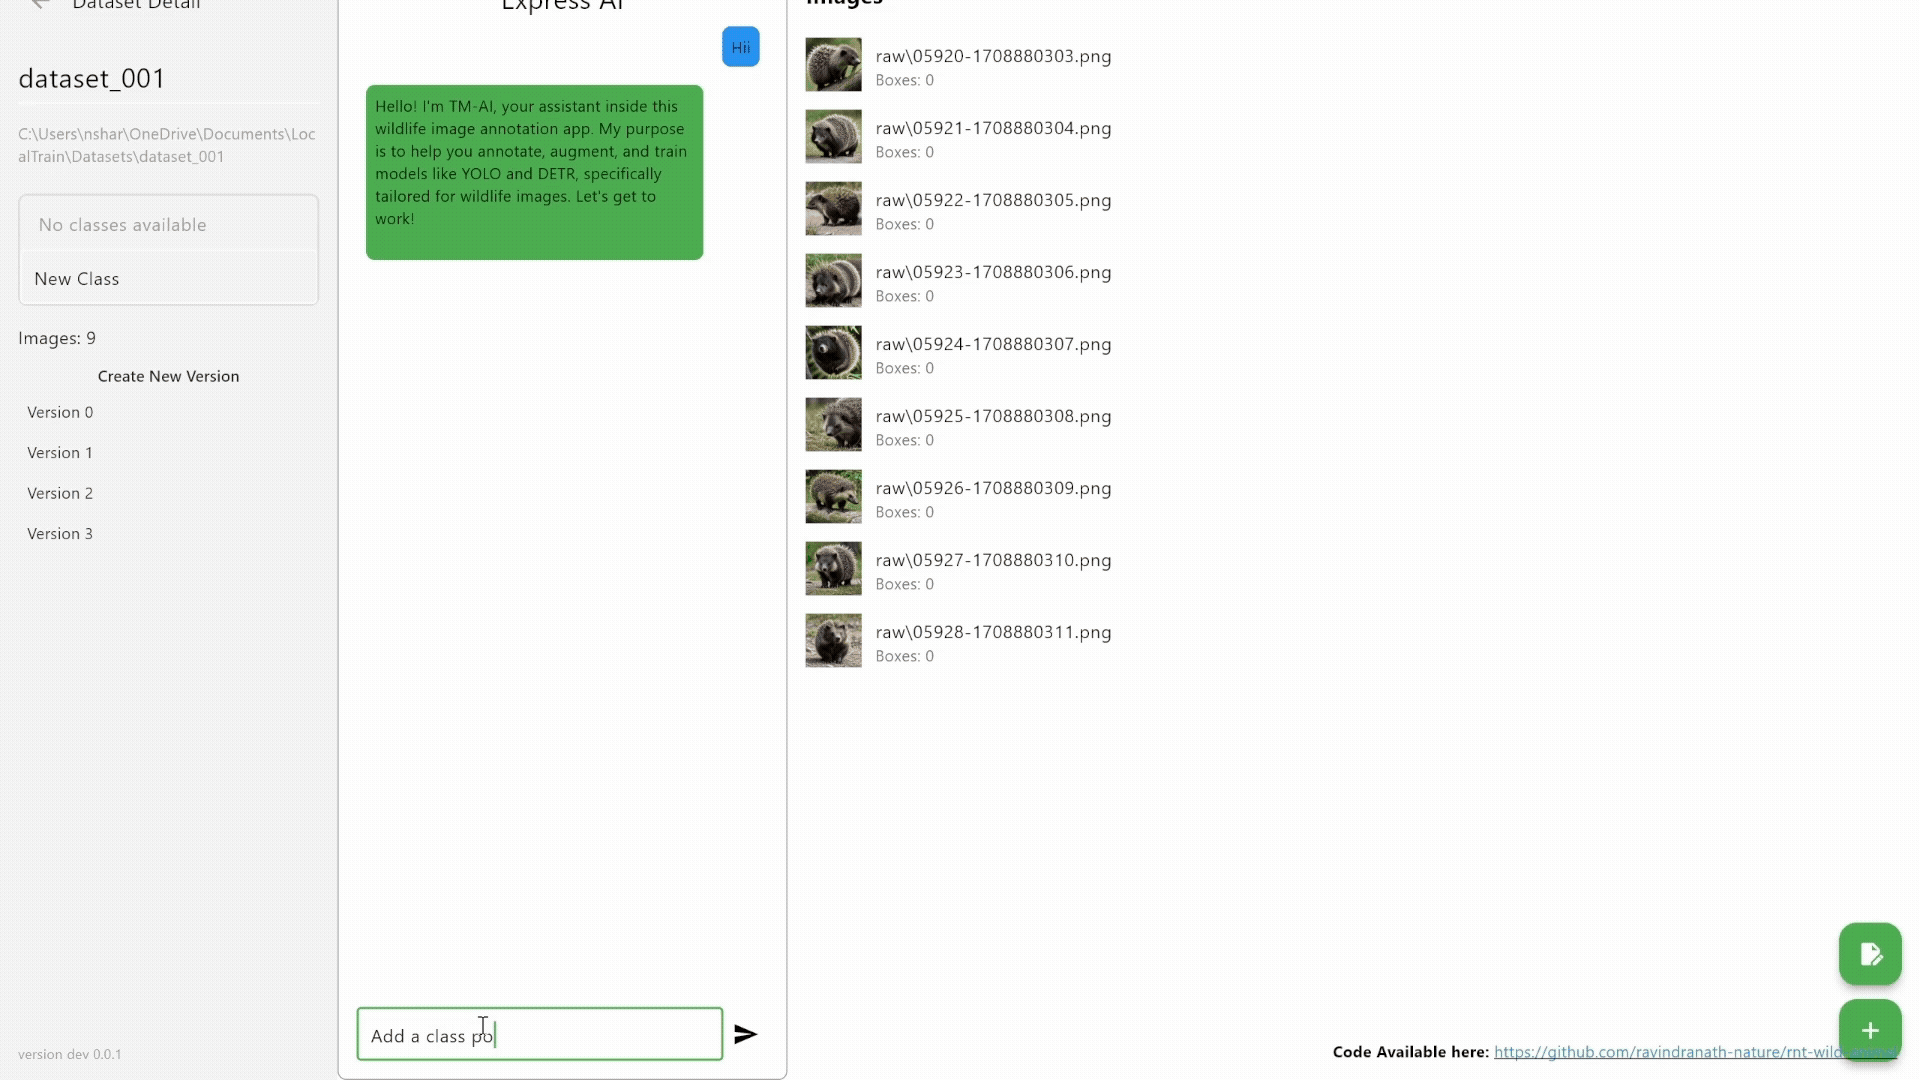 Dataset Detail
dataset_001
C:\Users\nshar\OneDrive\Documents\Loc
alTrain\Datasets\dataset_001
No classes available
New Class
Images: 9
Create New Version
Version 0
Version 1
Version 2
Version 3
version dev 0.0.1
Express AI
Hii
Hello! I'm TM-AI, your assistant inside this
wildlife image annotation app. My purpose
is to help you annotate, augment, and train
models like YOLO and DETR, specifically
tailored for wildlife images. Let's get to
work!
Add a class po
Images
raw\05920-1708880303.png
Boxes: 0
raw\05921-1708880304.png
Boxes: 0
raw\05922-1708880305.png
Boxes: 0
raw\05923-1708880306.png
Boxes: 0
raw\05924-1708880307.png
Boxes: 0
raw\05925-1708880308.png
Boxes: 0
raw\05926-1708880309.png
Boxes: 0
raw\05927-1708880310.png
Boxes: 0
raw\05928-1708880311.png
Boxes: 0
Code Available here: https://github.com/ravindranath-nature/rnt-wild